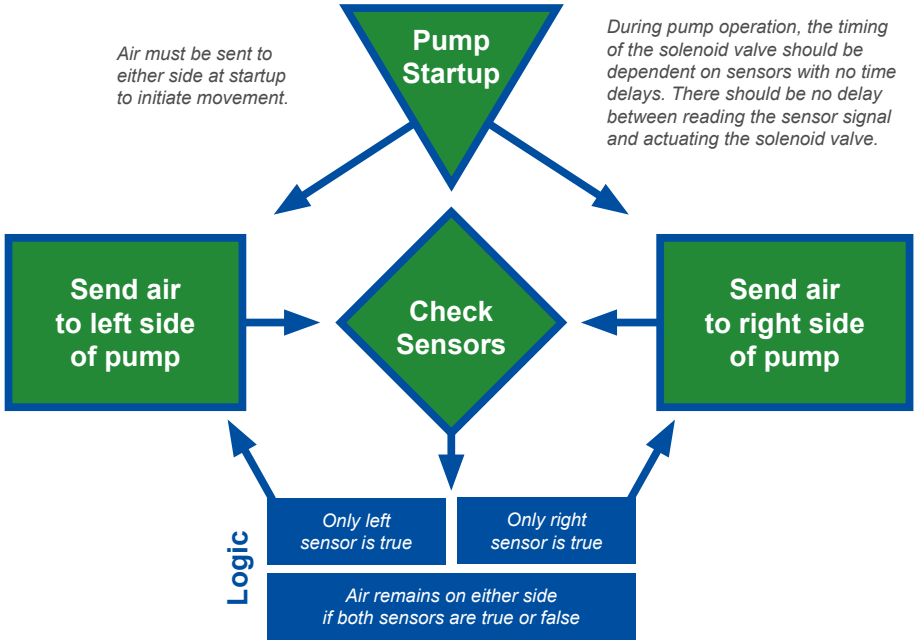 Air must be sent to
either side at startup
to initiate movement.
Pump
Startup
During pump operation, the timing
of the solenoid valve should be
dependent on sensors with no time
delays. There should be no delay
between reading the sensor signal
and actuating the solenoid valve.
Send air
to left side
of pump
Check
Sensors
Send air
to right side
of pump
Logic
Only left
sensor is true
Only right
sensor is true
Air remains on either side
if both sensors are true or false